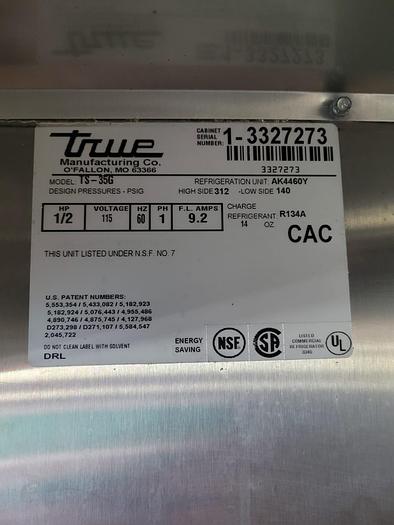 true
Manufacturing Co.
O'FALLON, MO 63366
CABINET SERIAL NUMBER: 1-3327273
3327273
MODEL: TS-35G REFRIGERATION UNIT: AK4460Y
DESIGN PRESSURES - PSIG HIGH SIDE 312 -LOW SIDE 140
HP VOLTAGE HZ PH F.L. AMPS
1/2 115 60 1 9.2
CHARGE
REFRIGERANT: R134A
14 OZ
CAC
THIS UNIT LISTED UNDER N.S.F. NO. 7
U.S. PATENT NUMBERS:
5,553,354 / 5,433,082 / 5,182,923
5,182,924 / 5,076,443 / 4,955,486
4,890,746 / 4,875,745 / 4,127,968
D273,298 / D271,107 / 5,584,547
2,045,722
DO NOT CLEAN LABEL WITH SOLVENT
DRL
ENERGY
SAVING
NSF
SA
LISTED
COMMERCIAL
REFRIGERATOR
UL